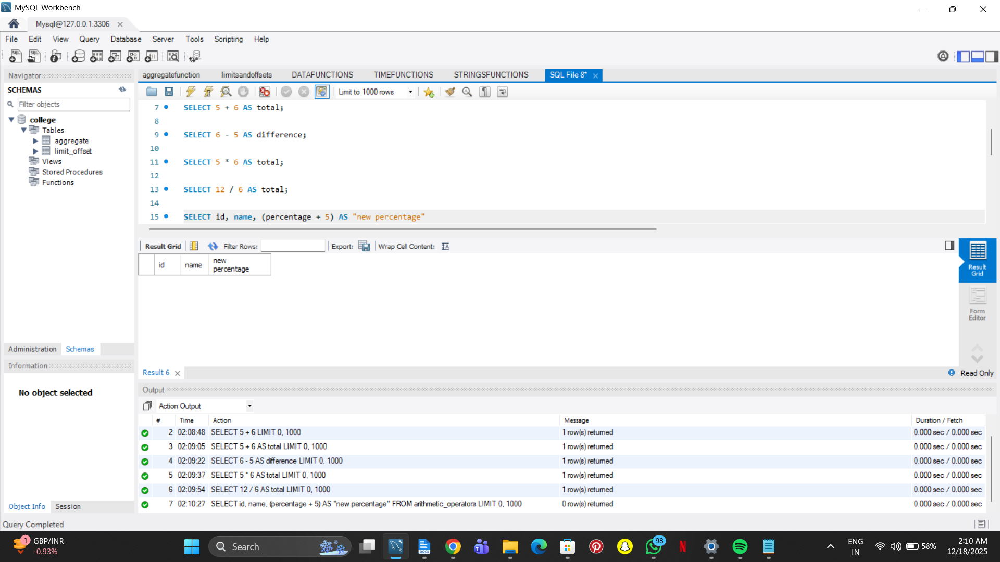 MySQL Workbench
Mysql@127.0.0.1:3306
File Edit View Query Database Server Tools Scripting Help
Navigator
SCHEMAS
Filter objects
college
Tables
aggregate
limit_offset
Views
Stored Procedures
Functions
Administration Schemas
Information
No object selected
Object Info Session
Query Completed
aggregatefunction limitsandoffsets DATAFUNCTIONS TIMEFUNCTIONS STRINGSFUNCTIONS SQL File 8*
Limit to 1000 rows
7 SELECT 5 + 6 AS total;
8
9 SELECT 6 - 5 AS difference;
10
11 SELECT 5 * 6 AS total;
12
13 SELECT 12 / 6 AS total;
14
15 SELECT id, name, (percentage + 5) AS "new percentage"
Result Grid Filter Rows: Export: Wrap Cell Content:
id name new percentage
Result Grid
Form Editor
Result 6
Read Only
Output
Action Output
# Time Action Message Duration / Fetch
2 02:08:48 SELECT 5 + 6 LIMIT 0, 1000 1 row(s) returned 0.000 sec / 0.000 sec
3 02:09:05 SELECT 5 + 6 AS total LIMIT 0, 1000 1 row(s) returned 0.000 sec / 0.000 sec
4 02:09:22 SELECT 6 - 5 AS difference LIMIT 0, 1000 1 row(s) returned 0.000 sec / 0.000 sec
5 02:09:37 SELECT 5 * 6 AS total LIMIT 0, 1000 1 row(s) returned 0.000 sec / 0.000 sec
6 02:09:54 SELECT 12 / 6 AS total LIMIT 0, 1000 1 row(s) returned 0.000 sec / 0.000 sec
7 02:10:27 SELECT id, name, (percentage + 5) AS "new percentage" FROM arithmetic_operators LIMIT 0, 1000 0 row(s) returned 0.000 sec / 0.000 sec
1
GBP/INR
-0.93%
Search
DOCX
98
ENG
IN
58%
2:10 AM
12/18/2025